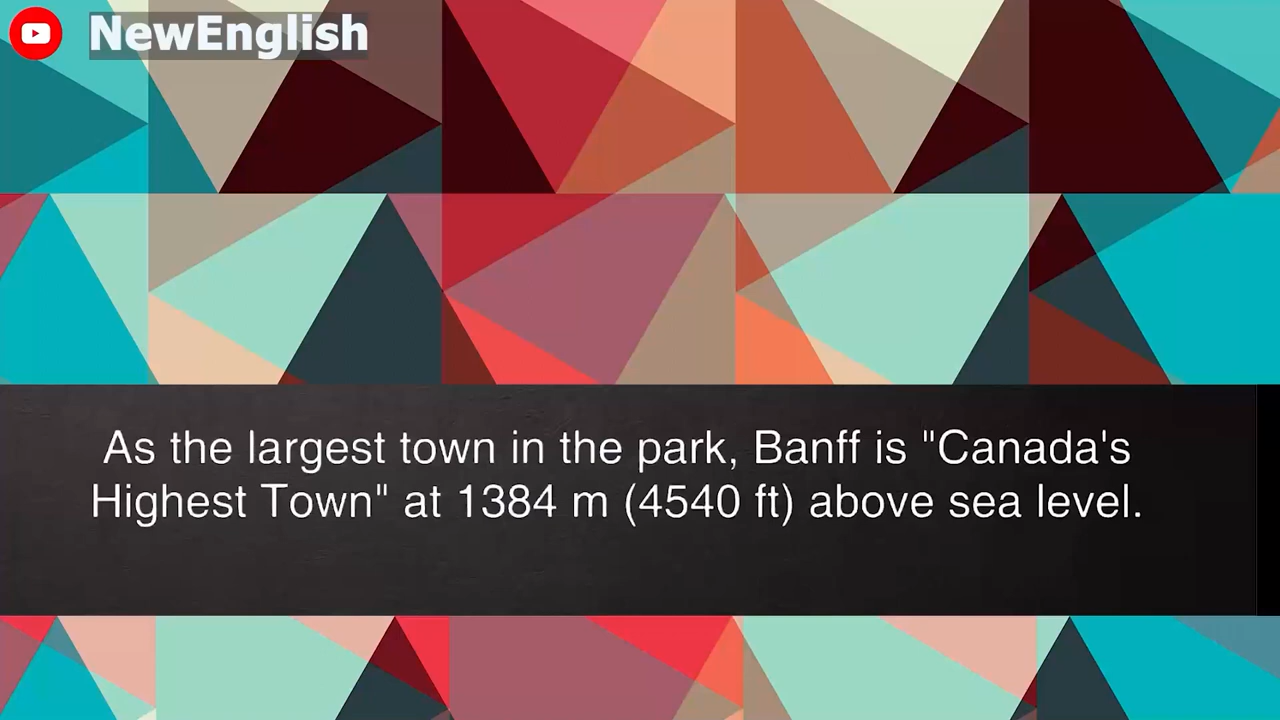 NewEnglish
As the largest town in the park, Banff is "Canada's
Highest Town" at 1384 m (4540 ft) above sea level.